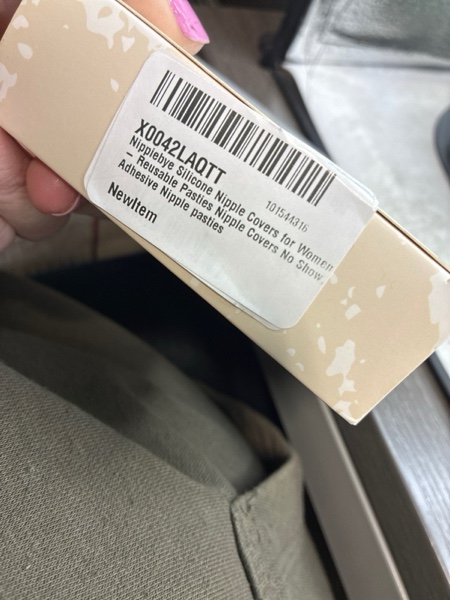 X0042LAQTT
101544316
Nipplebye Silicone Nipple Covers for Women
– Reusable Pasties Nipple Covers No Show
Adhesive Nipple pasties
NewItem